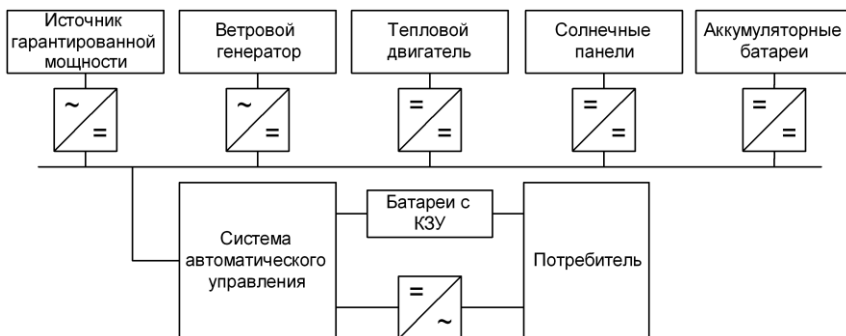 Источник
гарантированной
мощности
Ветровой
генератор
Тепловой
двигатель
Солнечные
панели
Аккумуляторные
батареи
~
=
~
=
=
=
=
=
=
=
Система
автоматического
управления
Батареи с
КЗУ
=
~
Потребитель